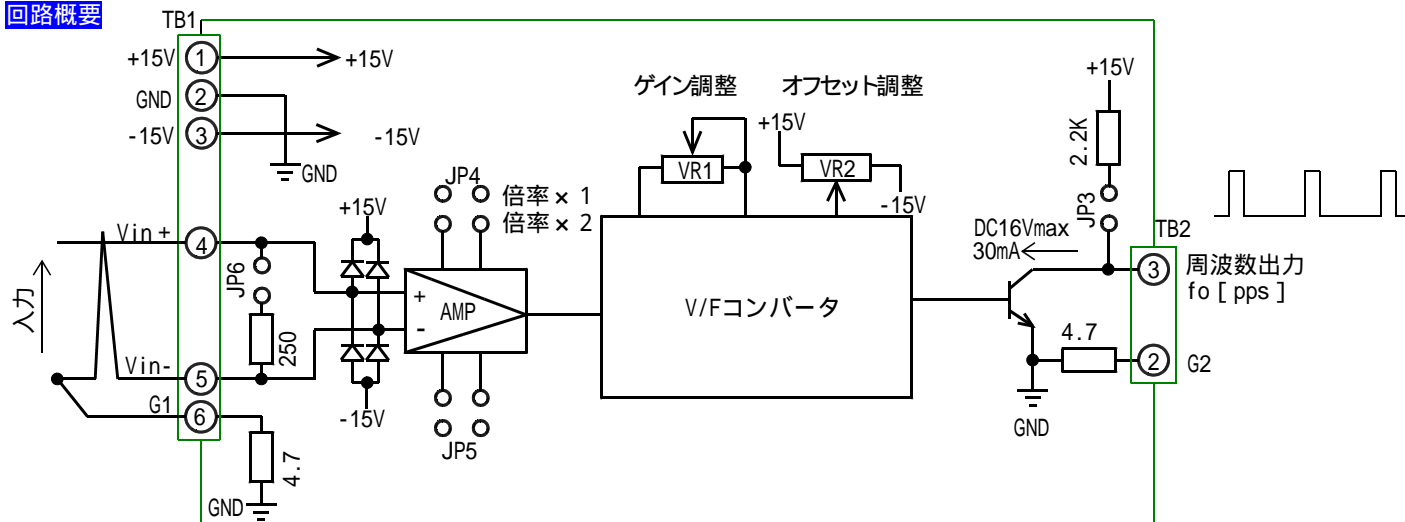 回路概要
TB1
+15V
1
+15V
GND
2
-15V
3
-15V
GND
ゲイン調整
オフセット調整
+15V
VR1
VR2
-15V
+15V
2.2K
JP3
JP4
倍率×1
倍率×2
+15V
Vin+
4
入力
JP6
250
+
AMP
-
Vin-
5
G1
6
-15V
JP5
4.7
GND
V/Fコンバータ
DC16Vmax
30mA
TB2
3
周波数出力
fo [ pps ]
4.7
2
G2
GND